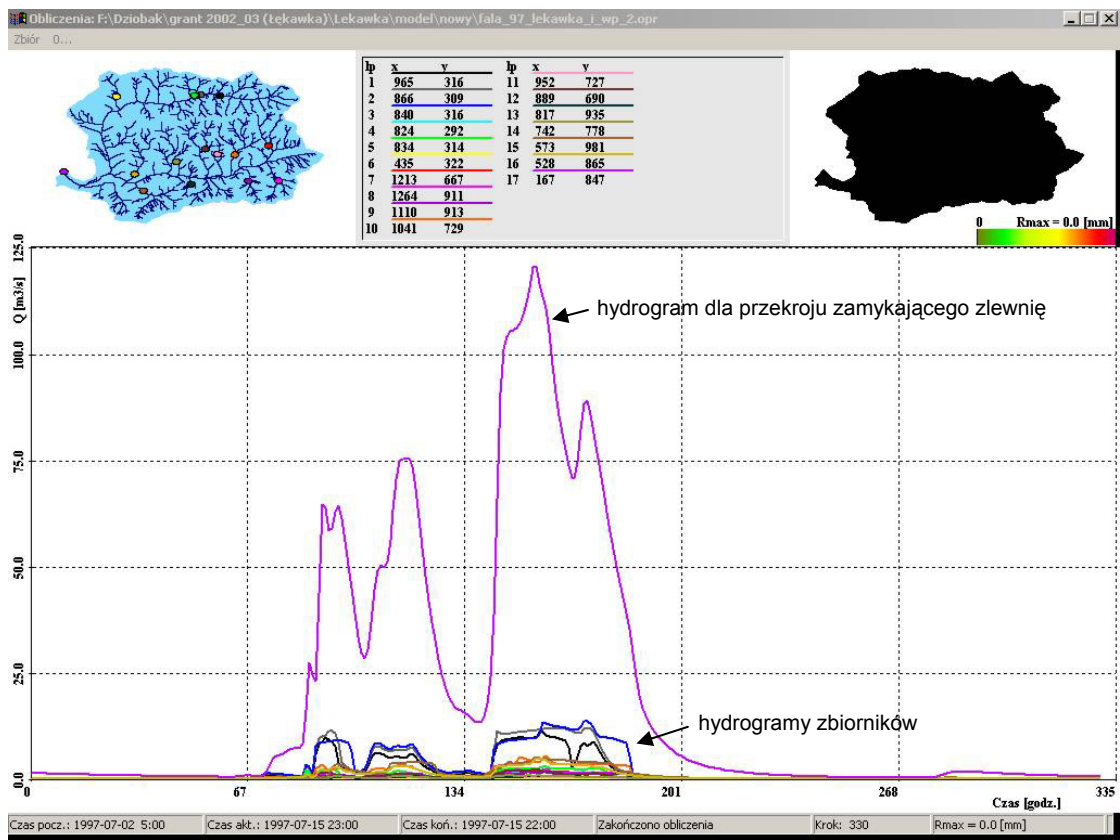 Obliczenia: F:\Dziobak\grant 2002_03 (Łękawka)\Lekawka\model\nowy\fala_97_lekawka_i_wp_2.opr
Zbiór 0...
lp x y lp x y
1 965 316 11 952 727
2 866 309 12 889 690
3 840 316 13 817 935
4 824 292 14 742 778
5 834 314 15 573 981
6 435 322 16 528 865
7 1213 667 17 167 847
8 1264 911
9 1110 913
10 1041 729
0 Rmax = 0.0 [mm]
125.0
Q [m3/s]
hydrogram dla przekroju zamykającego zlewnię
100.0
75.0
50.0
25.0
hydrogramy zbiorników
0.0
0 67 134 201 268 335
Czas [godz.]
Czas pocz.: 1997-07-02 5:00 Czas akt.: 1997-07-15 23:00 Czas koń.: 1997-07-15 22:00 Zakończono obliczenia Krok: 330 Rmax = 0.0 [mm]